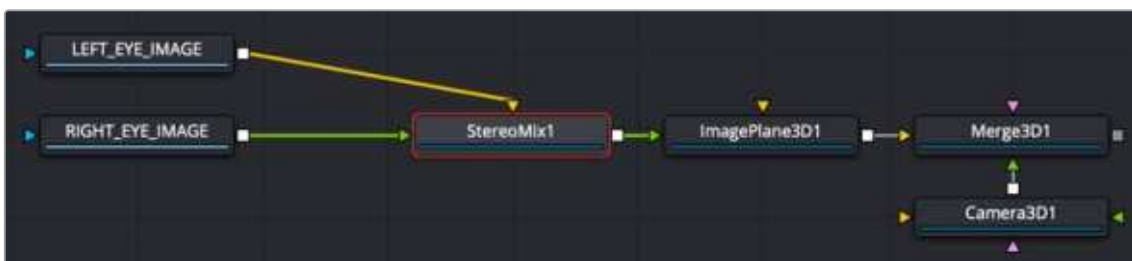 LEFT_EYE_IMAGE
RIGHT_EYE_IMAGE
StereoMix1
ImagePlane3D1
Merge3D1
Camera3D1